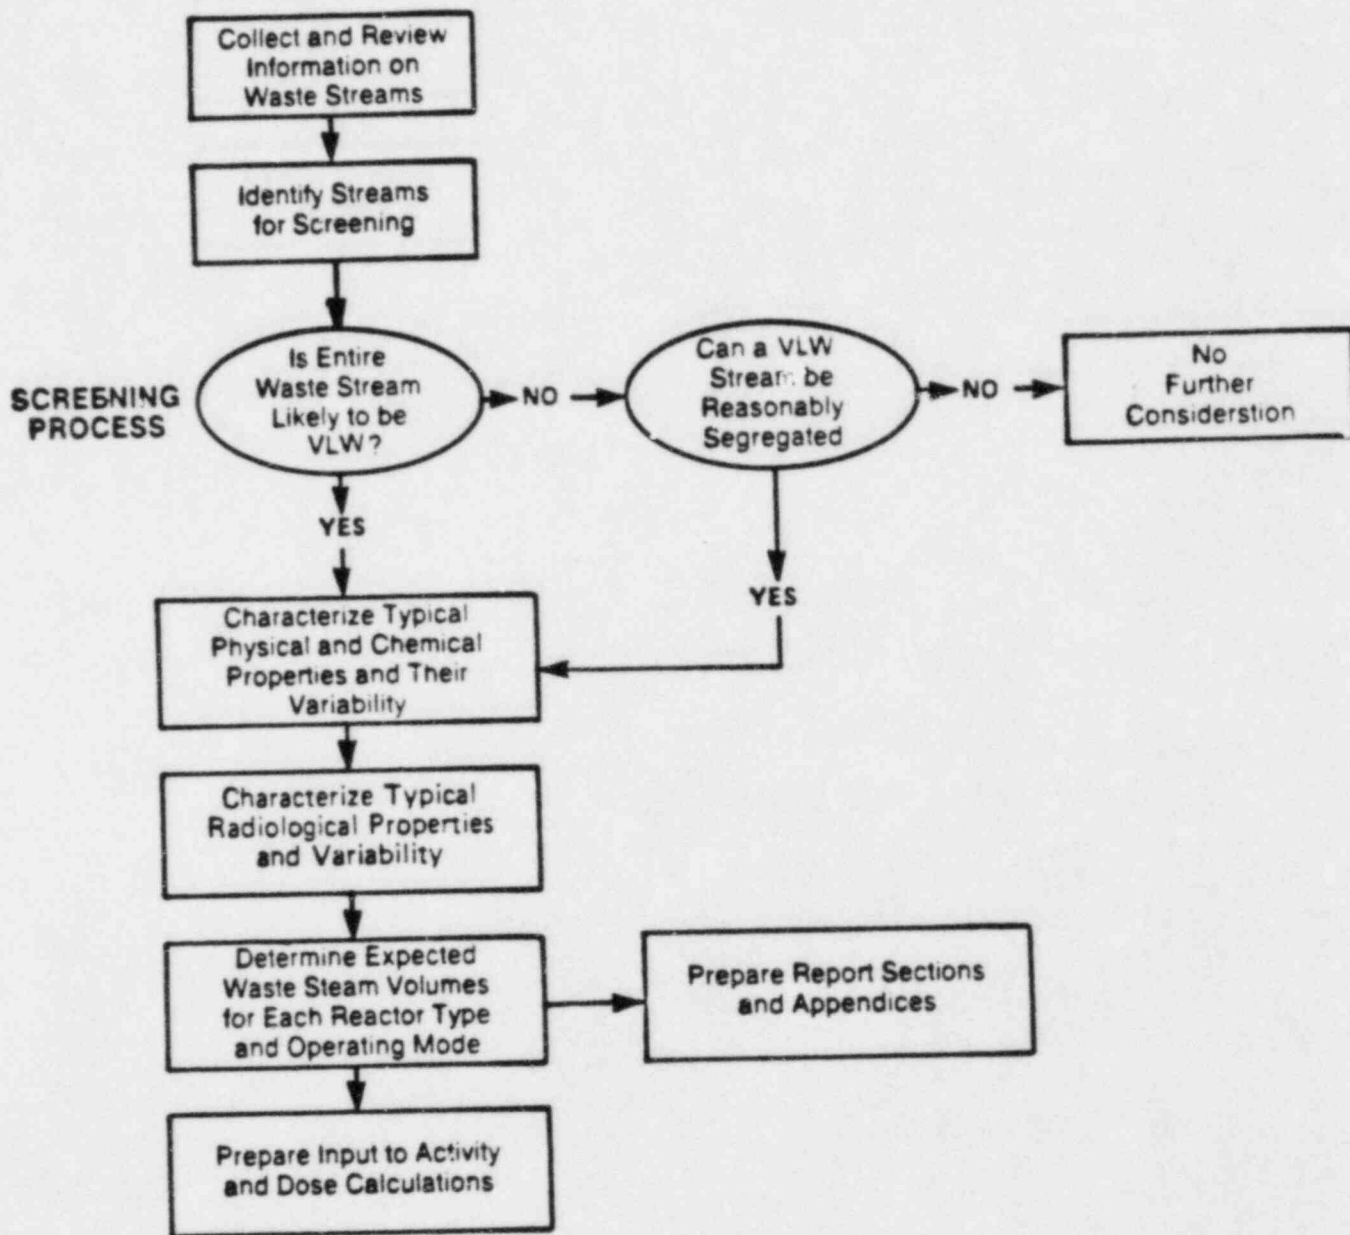 Collect and Review
Information on
Waste Streams
Identify Streams
for Screening
SCREENING
PROCESS
Is Entire
Waste Stream
Likely to be
VLW?
NO
Can a VLW
Stream be
Reasonably
Segregated
NO
No
Further
Considerstion
YES
YES
Characterize Typical
Physical and Chemical
Properties and Their
Variability
Characterize Typical
Radiological Properties
and Variability
Determine Expected
Waste Steam Volumes
for Each Reactor Type
and Operating Mode
Prepare Report Sections
and Appendices
Prepare Input to Activity
and Dose Calculations